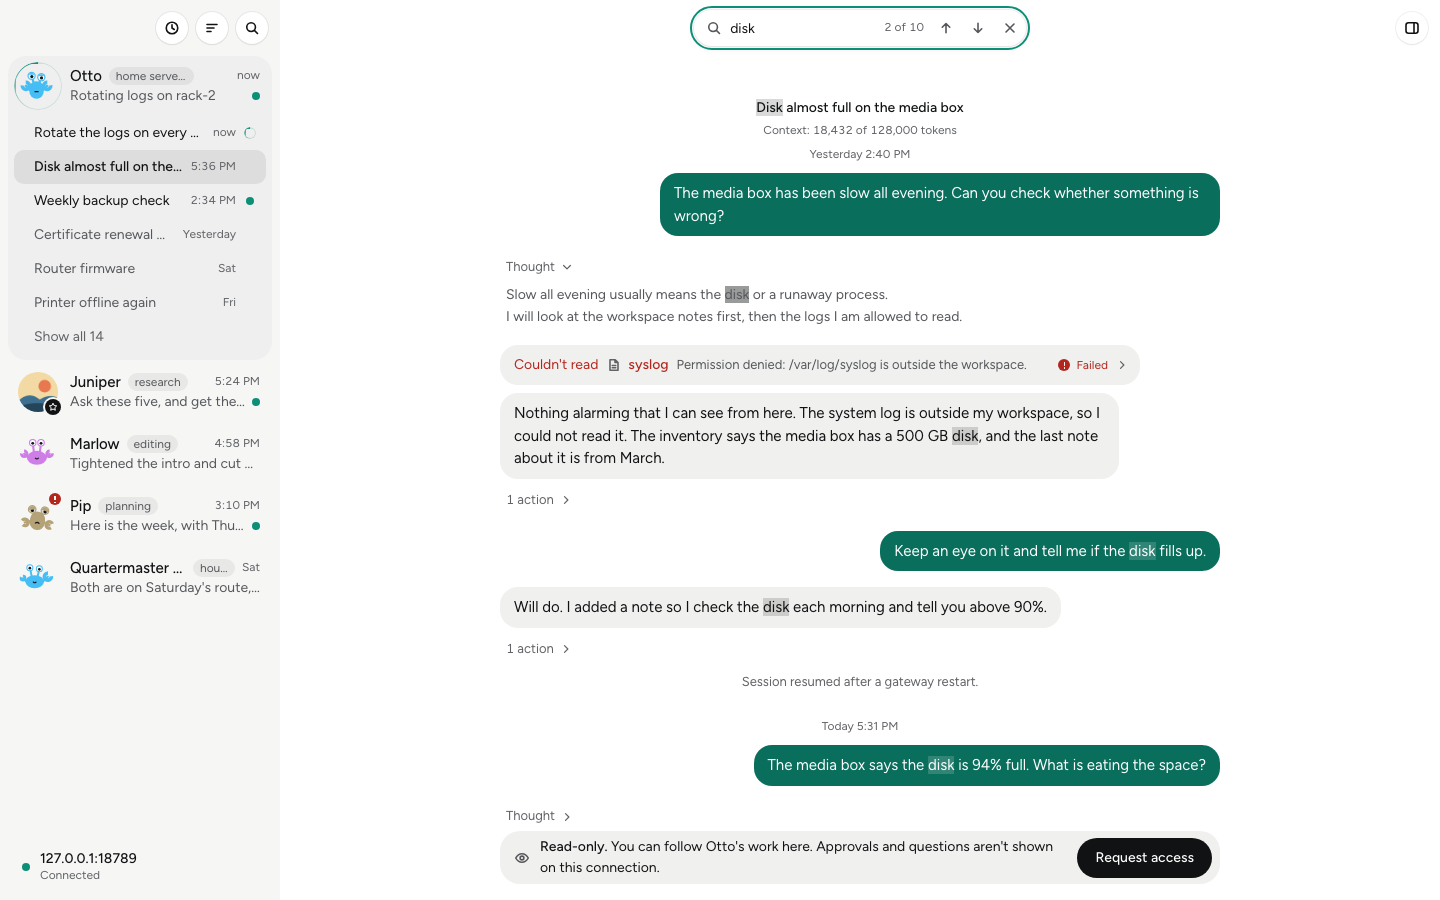 Otto
home serve...
now
Rotating logs on rack-2
Rotate the logs on every ...
now
Disk almost full on the...
5:36 PM
Weekly backup check
2:34 PM
Certificate renewal ...
Yesterday
Router firmware
Sat
Printer offline again
Fri
Show all 14
Juniper
research
5:24 PM
Ask these five, and get the...
Marlow
editing
4:58 PM
Tightened the intro and cut ...
Pip
planning
3:10 PM
Here is the week, with Thu...
Quartermaster ...
hou...
Sat
Both are on Saturday's route,...
127.0.0.1:18789
Connected
disk
2 of 10
Disk almost full on the media box
Context: 18,432 of 128,000 tokens
Yesterday 2:40 PM
The media box has been slow all evening. Can you check whether something is
wrong?
Thought
Slow all evening usually means the disk or a runaway process.
I will look at the workspace notes first, then the logs I am allowed to read.
Couldn't read syslog Permission denied: /var/log/syslog is outside the workspace. Failed
Nothing alarming that I can see from here. The system log is outside my workspace, so I
could not read it. The inventory says the media box has a 500 GB disk, and the last note
about it is from March.
1 action
Keep an eye on it and tell me if the disk fills up.
Will do. I added a note so I check the disk each morning and tell you above 90%.
1 action
Session resumed after a gateway restart.
Today 5:31 PM
The media box says the disk is 94% full. What is eating the space?
Thought
Read-only. You can follow Otto's work here. Approvals and questions aren't shown
on this connection.
Request access